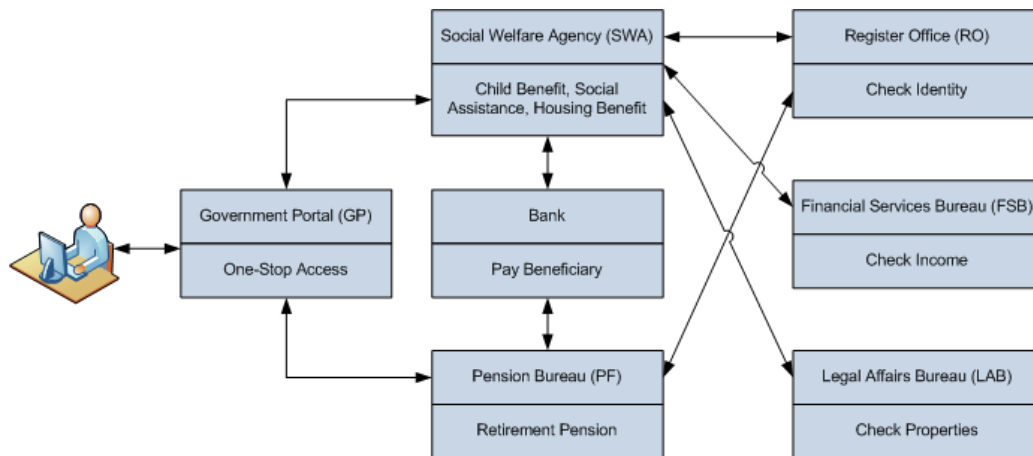 Social Welfare Agency (SWA)
Child Benefit, Social
Assistance, Housing Benefit
Register Office (RO)
Check Identity
Government Portal (GP)
One-Stop Access
Bank
Pay Beneficiary
Financial Services Bureau (FSB)
Check Income
Pension Bureau (PF)
Retirement Pension
Legal Affairs Bureau (LAB)
Check Properties